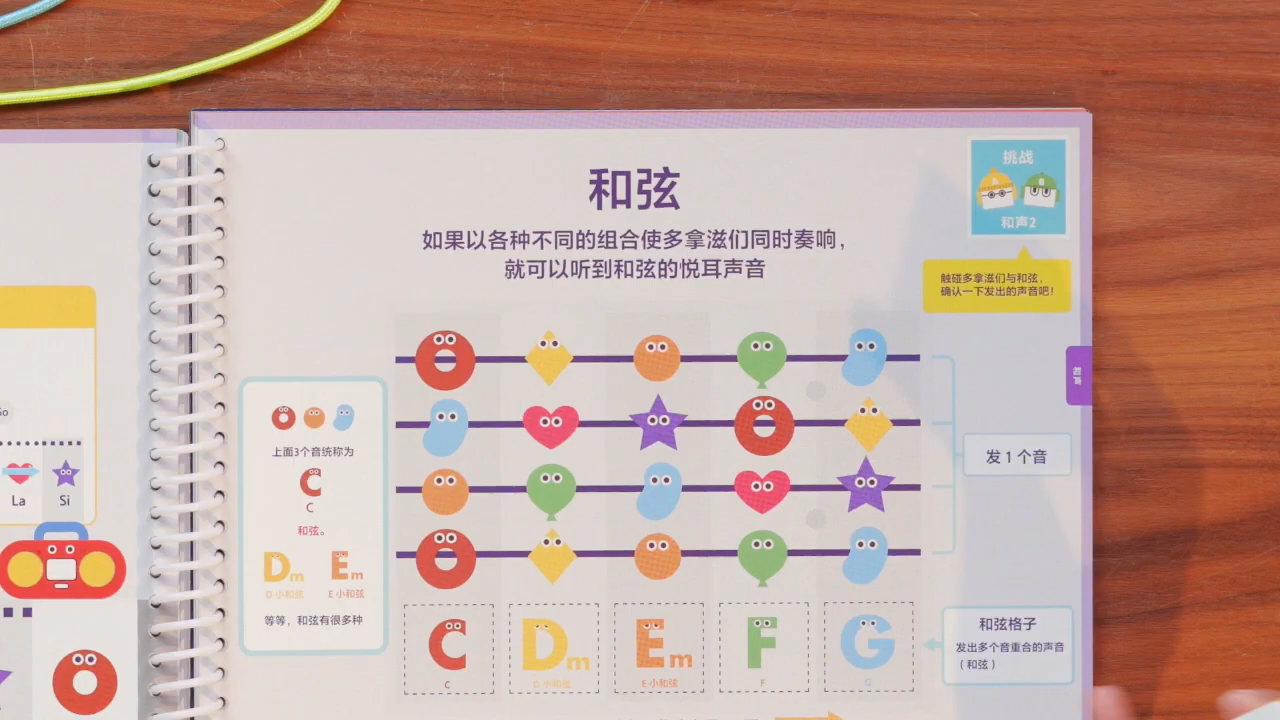 和弦
如果以各种不同的组合使多拿滋们同时奏响，
就可以听到和弦的悦耳声音
挑战
和声2
触碰多拿滋们与和弦，
确认一下发出的声音吧！
So
La Si
上面3个音统称为
C
C
和弦。
Dm Em
D 小和弦 E 小和弦
等等，和弦有很多种
发 1 个音
C Dm Em F G
C D 小和弦 E 小和弦 F G
和弦格子
发出多个音重合的声音
（和弦）